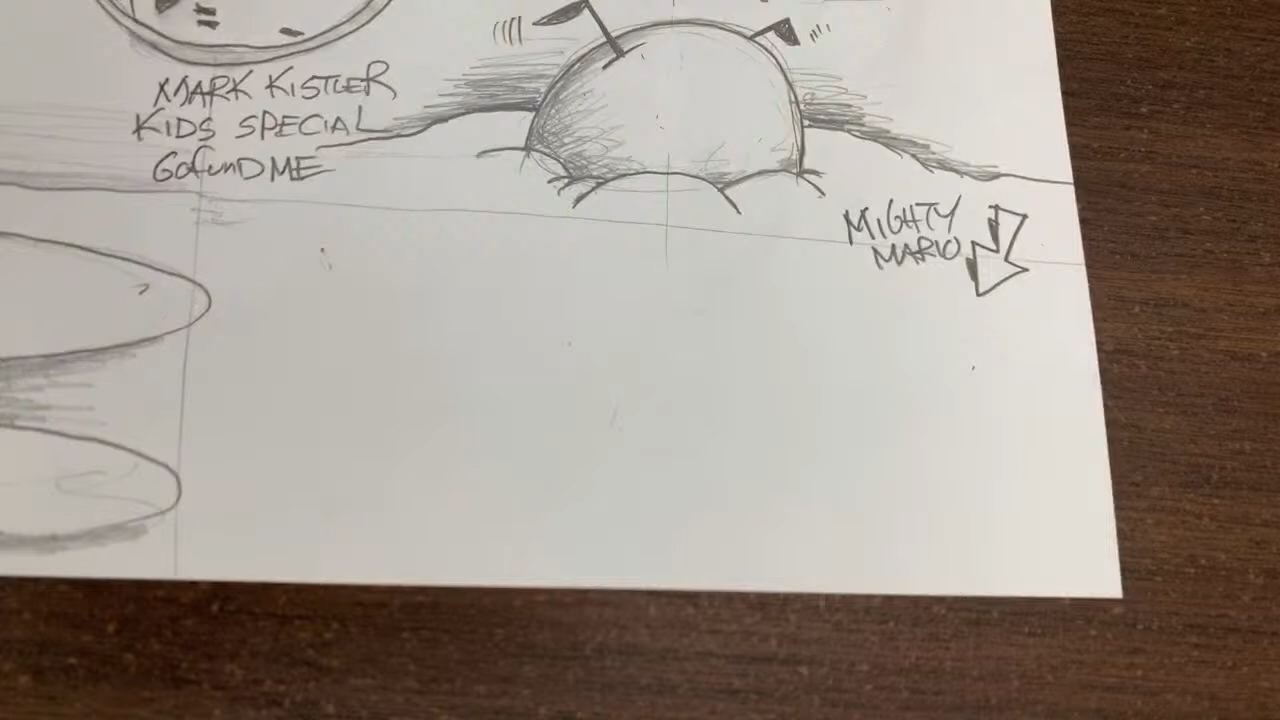 MARK KISTLER
KIDS SPECIAL
GofunDME
MIGHTY
MARIO